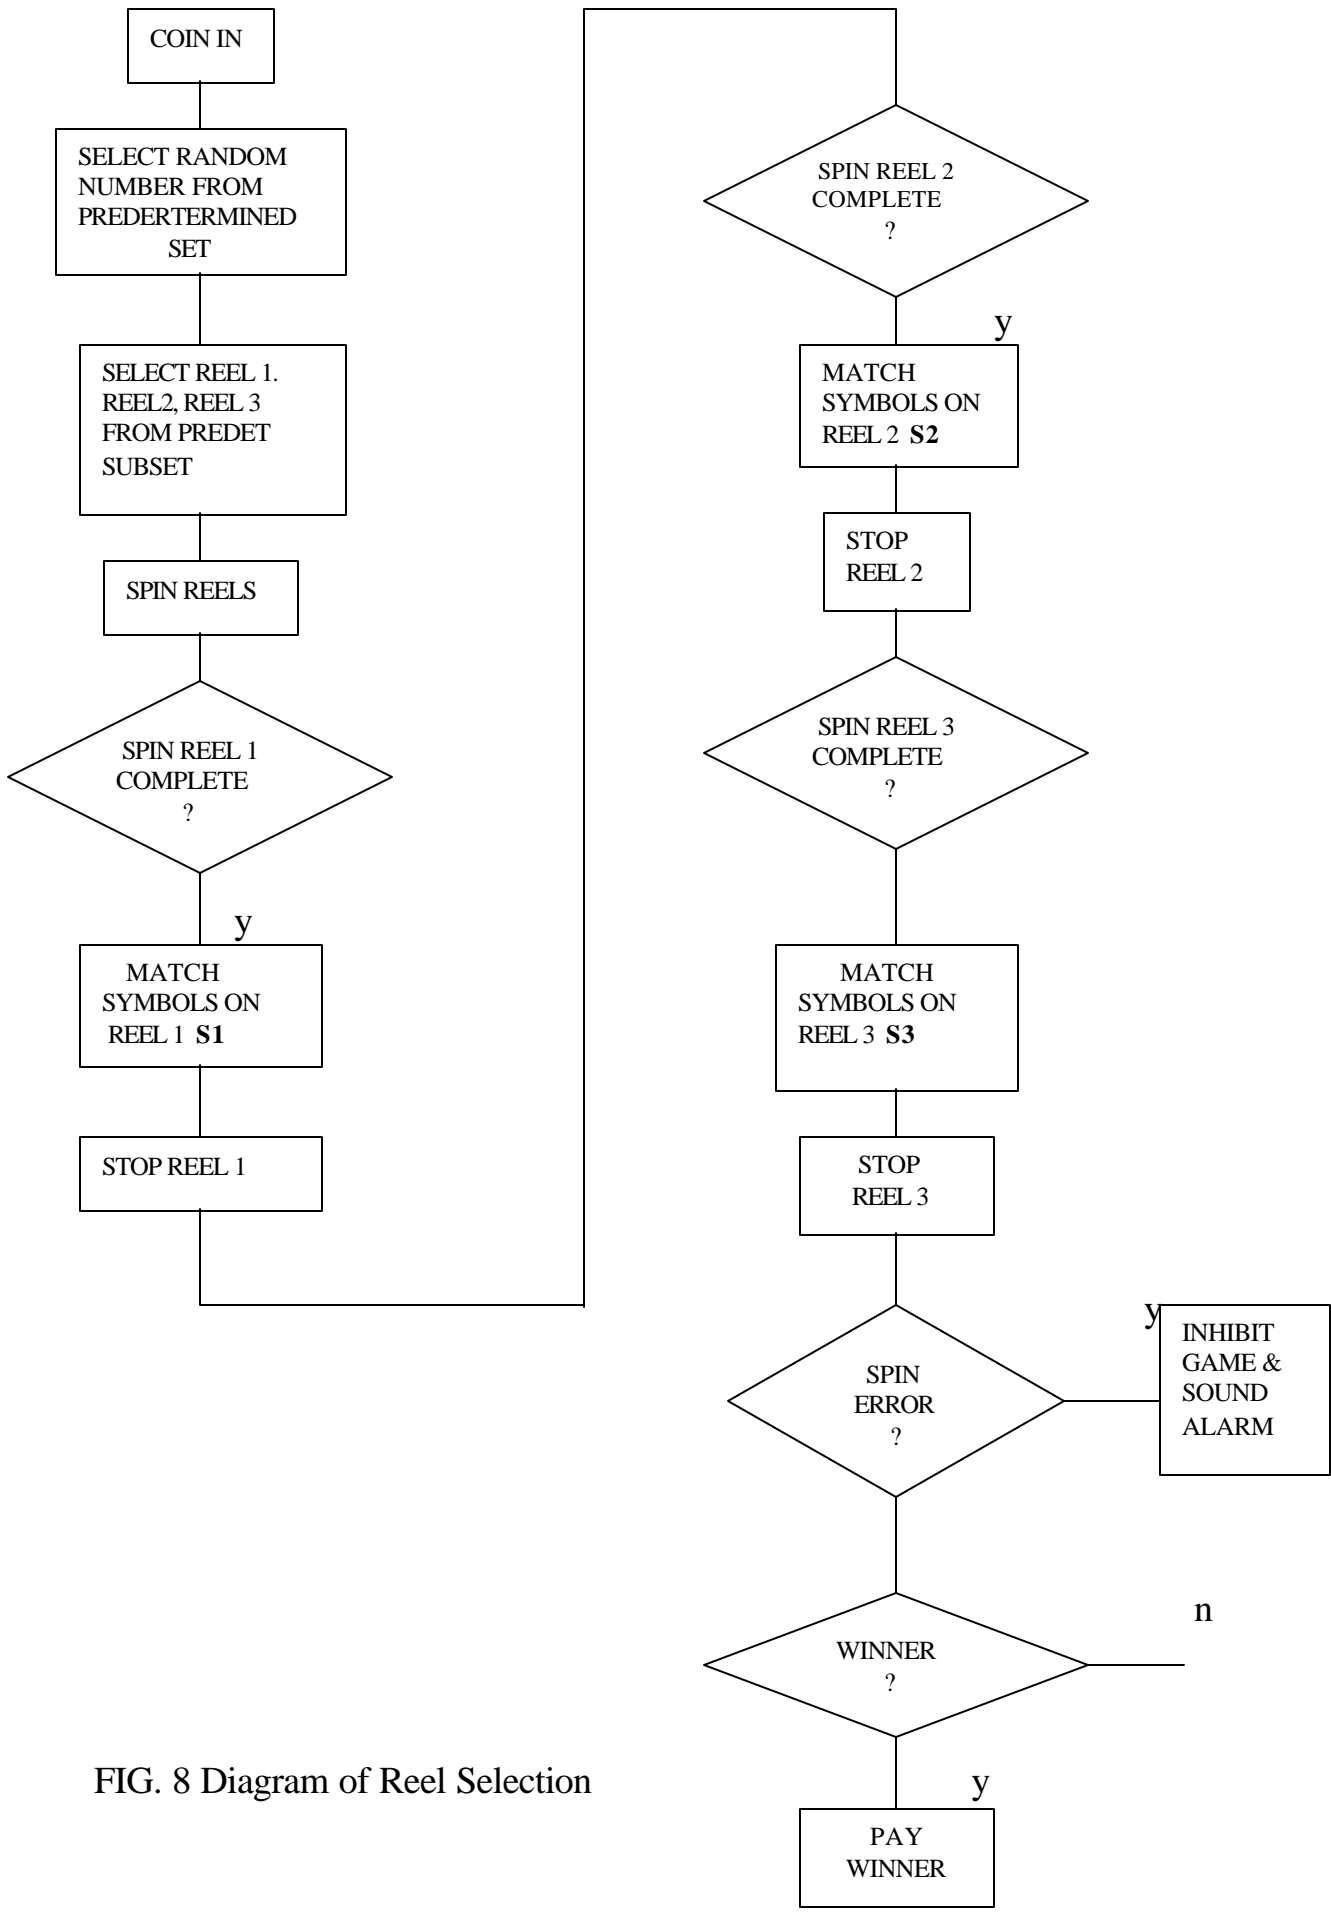 COIN IN
SELECT RANDOM
NUMBER FROM
PREDERTERMINED
SET
SELECT REEL 1.
REEL2, REEL 3
FROM PREDET
SUBSET
SPIN REELS
SPIN REEL 1
COMPLETE
?
y
MATCH
SYMBOLS ON
REEL 1 S1
STOP REEL 1
SPIN REEL 2
COMPLETE
?
y
MATCH
SYMBOLS ON
REEL 2 S2
STOP
REEL 2
SPIN REEL 3
COMPLETE
?
MATCH
SYMBOLS ON
REEL 3 S3
STOP
REEL 3
SPIN
ERROR
?
y
INHIBIT
GAME &
SOUND
ALARM
WINNER
?
n
y
PAY
WINNER
FIG. 8 Diagram of Reel Selection